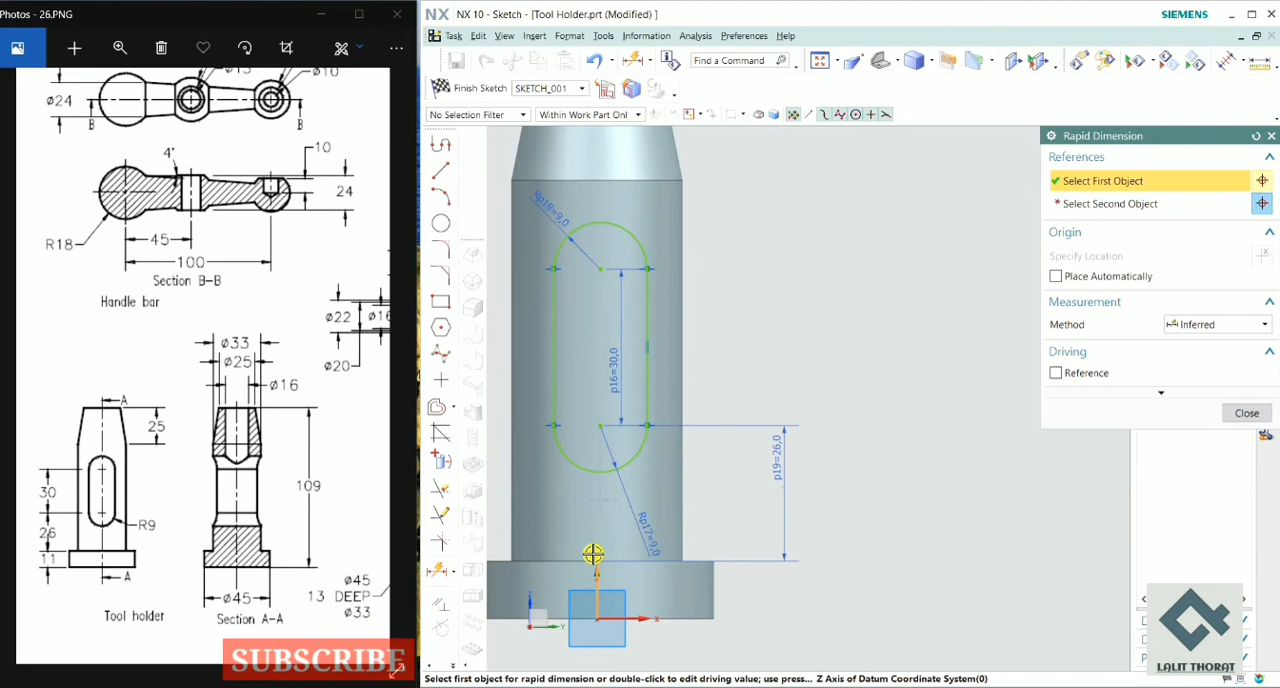 Photos - 26.PNG
NX
NX 10 - Sketch - [Tool Holder.prt (Modified) ]
SIEMENS
Task
Edit
View
Insert
Format
Tools
Information
Analysis
Preferences
Help
Find a Command
Finish Sketch
SKETCH_001
No Selection Filter
Within Work Part Onl
ø10
ø24
B
B
4°
10
24
R18
45
100
Section B-B
Handle bar
ø22
ø16
ø20
ø33
ø25
ø16
A
25
30
R9
26
11
A
109
ø45
Tool holder
Section A-A
ø45
13 DEEP
ø33
SUBSCRIBE
Rp18=9,0
p16=30,0
p19=26,0
Rp17=9,0
Z
Y
X
Rapid Dimension
References
Select First Object
* Select Second Object
Origin
Specify Location
Place Automatically
Measurement
Method
Inferred
Driving
Reference
Close
LALIT THORAT
Select first object for rapid dimension or double-click to edit driving value; use press...
Z Axis of Datum Coordinate System(0)